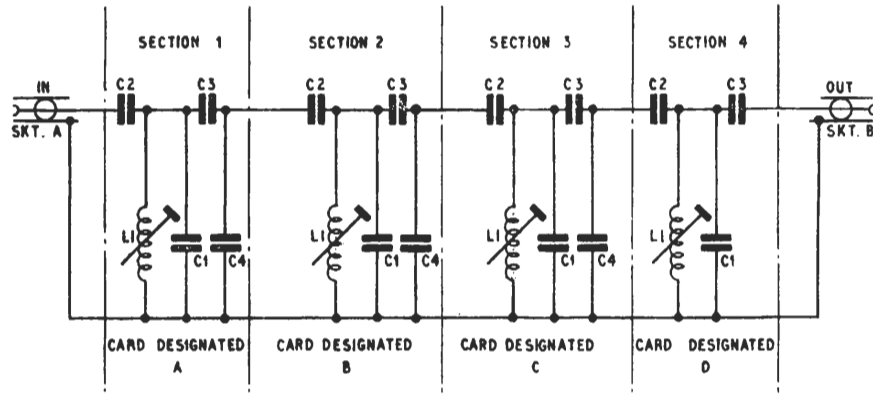 SECTION 1
SECTION 2
SECTION 3
SECTION 4
IN
C2
C3
C2
C3
C2
C3
C2
C3
OUT
SKT. A
SKT. B
L1
C1
C4
L1
C1
C4
L1
C1
C4
L1
C1
CARD DESIGNATED
A
CARD DESIGNATED
B
CARD DESIGNATED
C
CARD DESIGNATED
D